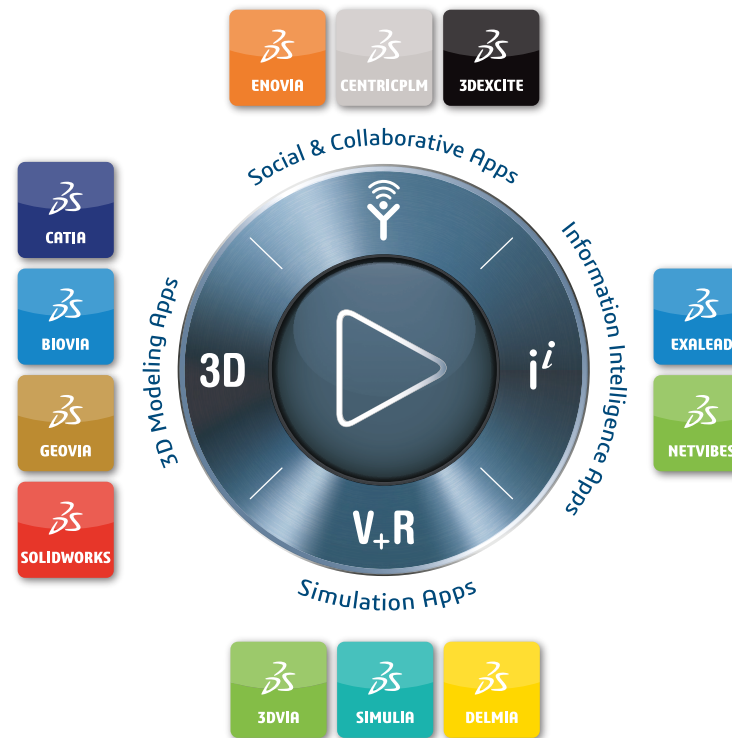 ENOVIA
CENTRICPLM
3DEXCITE
Social & Collaborative Apps
CATIA
BIOVIA
GEOVIA
SOLIDWORKS
3D Modeling Apps
3D
i i
Information Intelligence Apps
EXALEAD
NETVIBES
V+R
Simulation Apps
3DVIA
SIMULIA
DELMIA